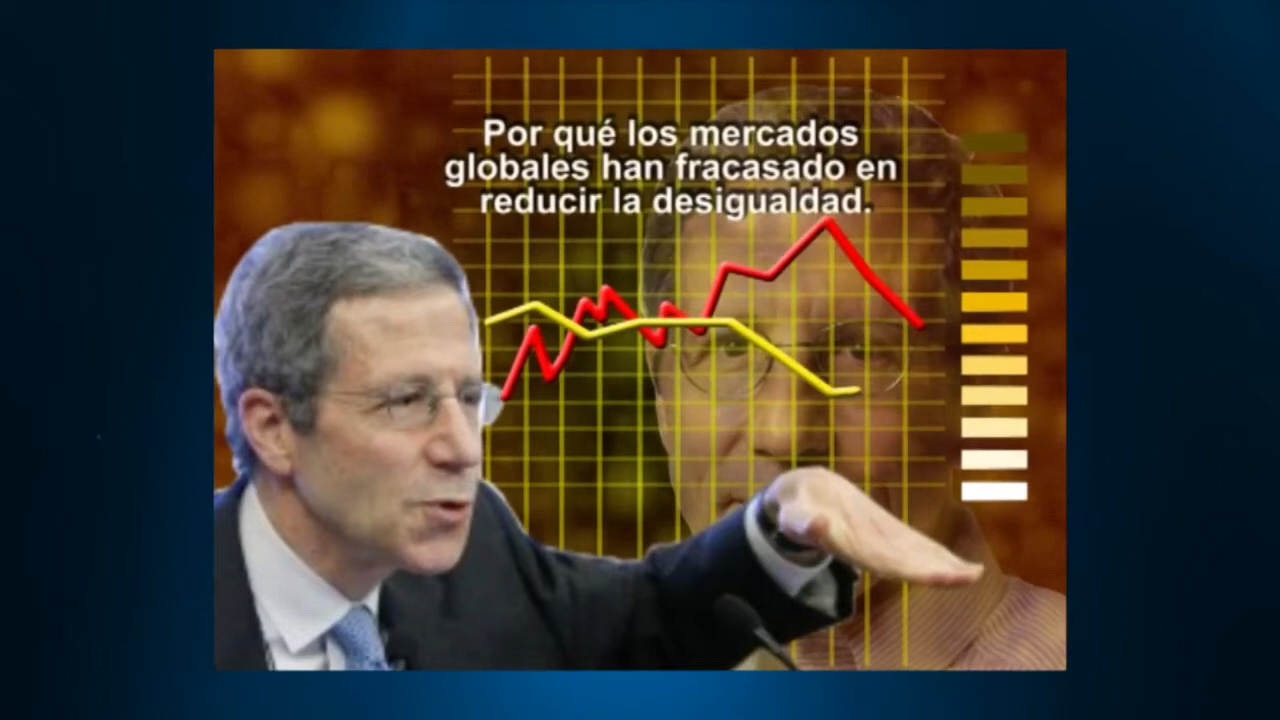 Por qué los mercados
globales han fracasado en
reducir la desigualdad.